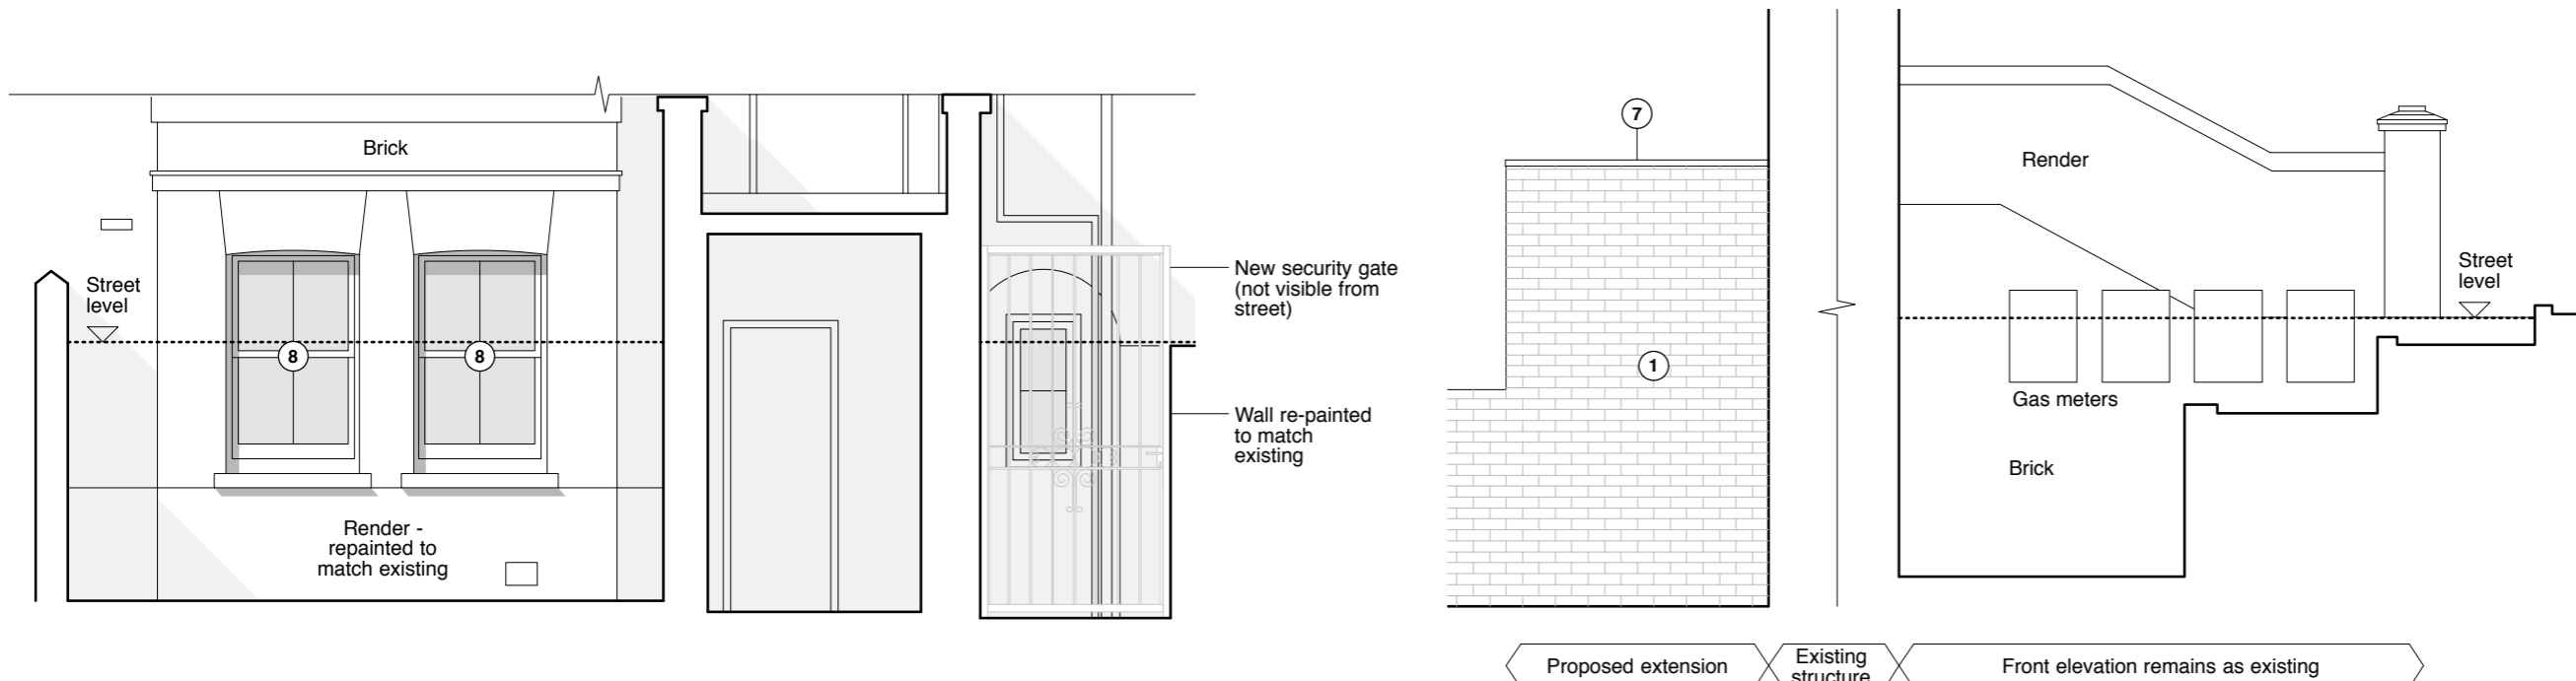 Brick
Street
level
8
8
Render -
repainted to
match existing
New security gate
(not visible from
street)
Wall re-painted
to match
existing
7
1
Render
Street
level
Gas meters
Brick
Proposed extension
Existing
structure
Front elevation remains as existing